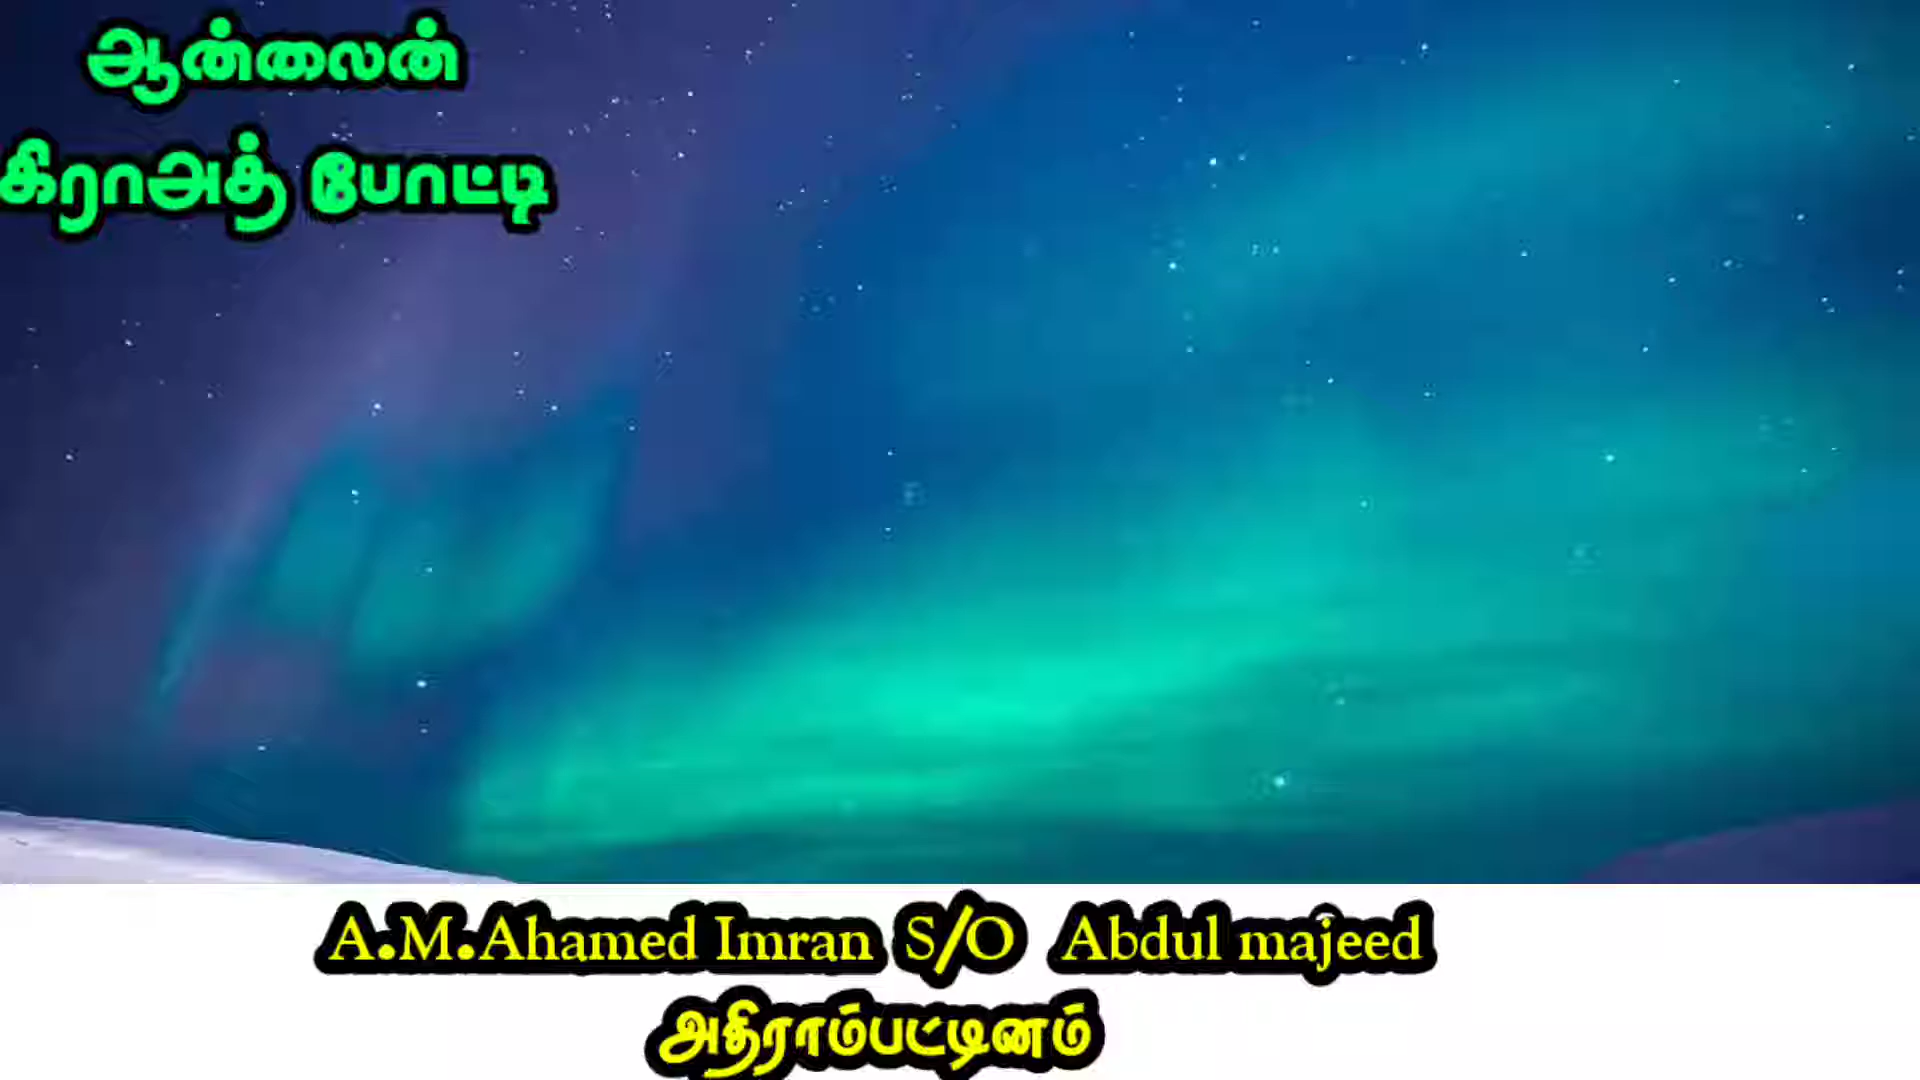 ஆன்லைன்
கிராஅத் போட்டி
A.M.Ahamed Imran S/O Abdul majeed
அதிராம்பட்டினம்